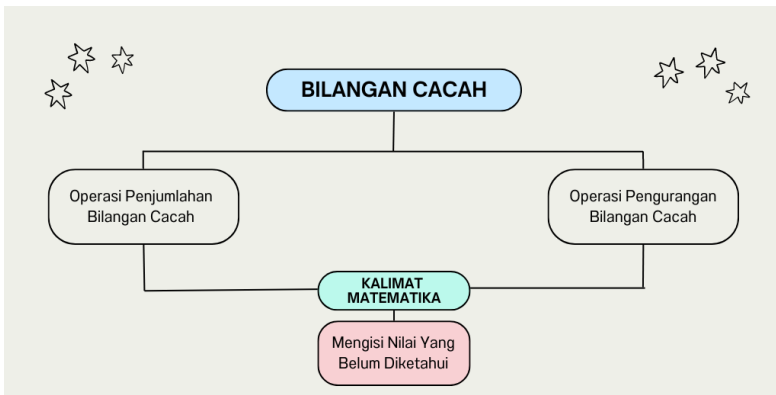 BILANGAN CACAH
Operasi Penjumlahan
Bilangan Cacah
Operasi Pengurangan
Bilangan Cacah
KALIMAT
MATEMATIKA
Mengisi Nilai Yang
Belum Diketahui